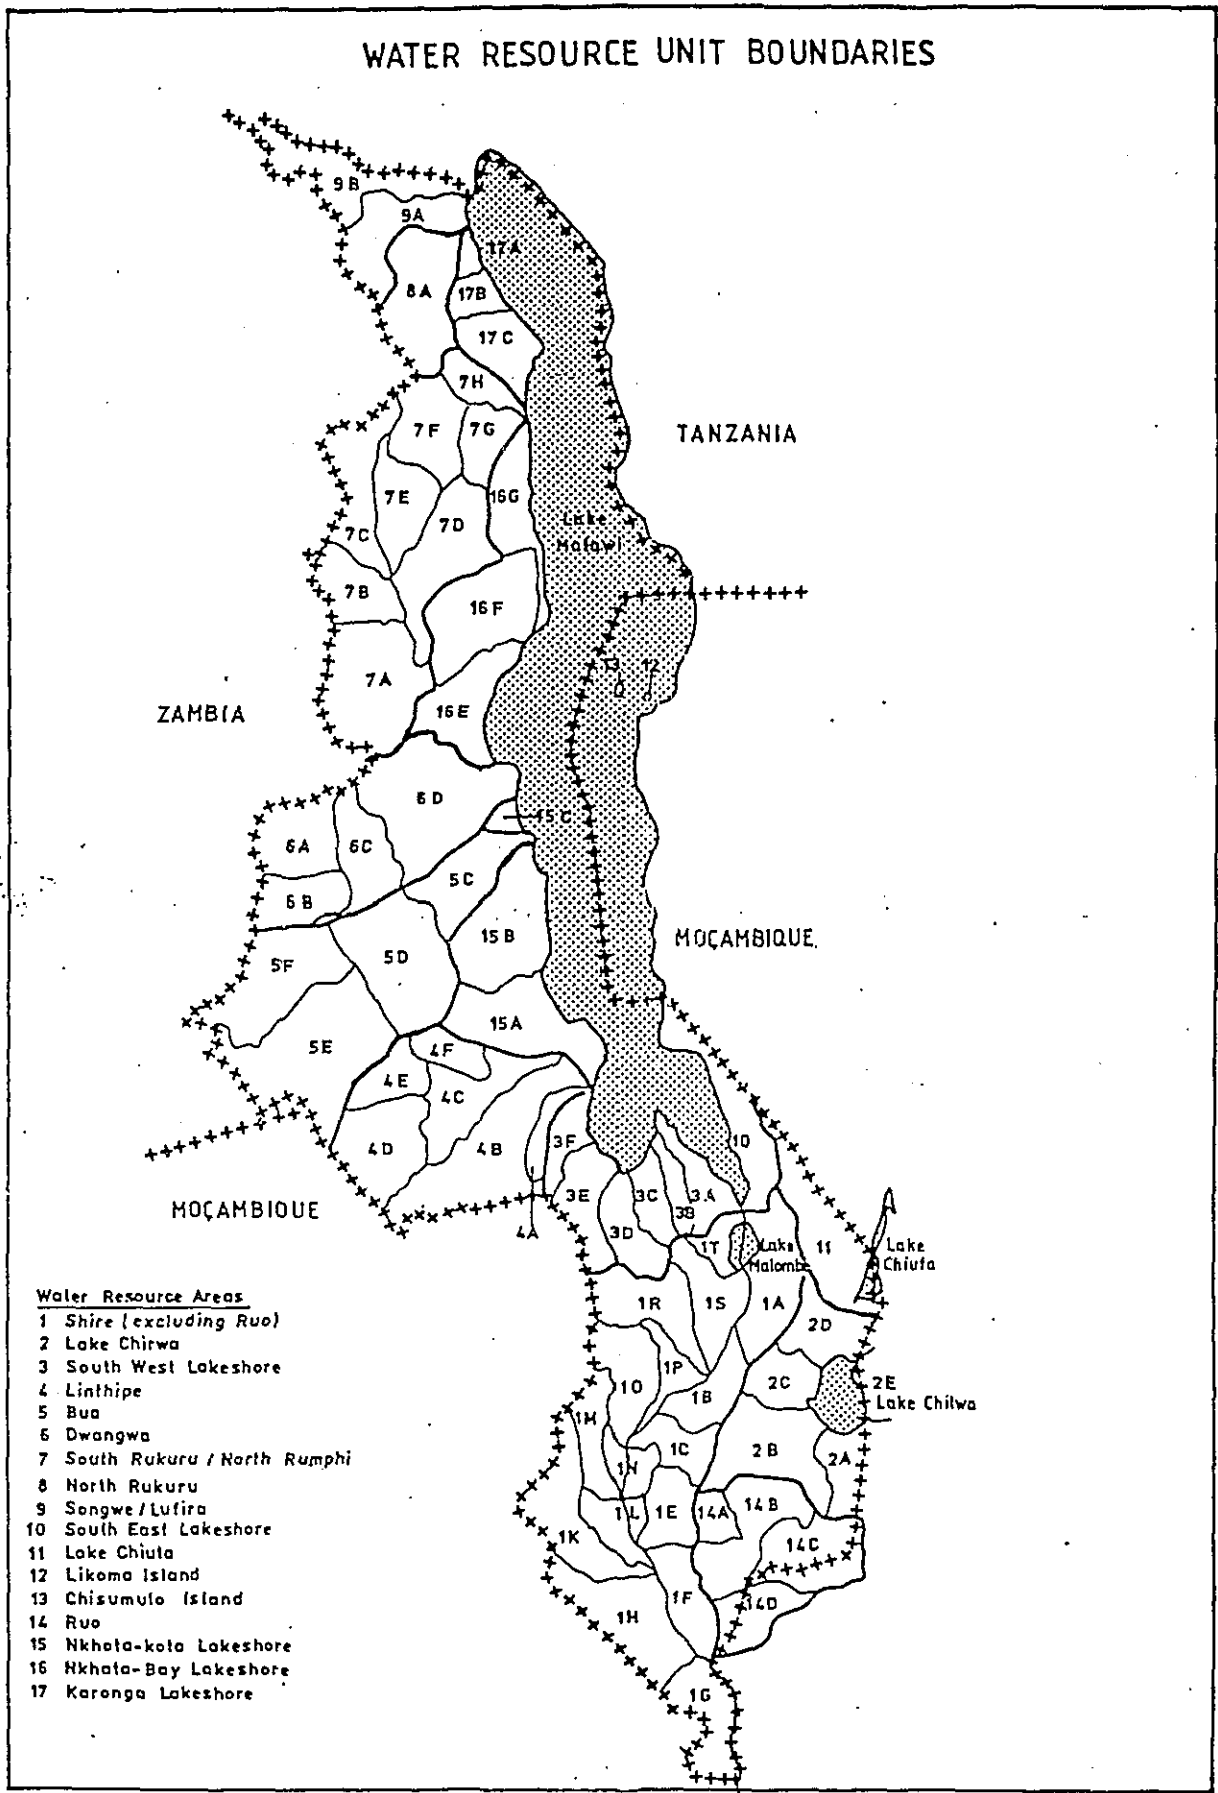 WATER RESOURCE UNIT BOUNDARIES
9B
9A
17A
8A
17B
17C
7H
7F
7G
TANZANIA
7E
16G
7D
7C
Lake
Malawi
7B
16F
13
12
7A
ZAMBIA
16E
6D
15C
6A
6C
5C
6B
15B
MOÇAMBIQUE
5D
5F
15A
5E
4F
4E
4C
4D
4B
3F
10
3E
3C
3A
3B
MOÇAMBIQUE
4A
3D
1T
Lake
Malombe
11
Lake
Chiuta
1R
1S
1A
2D
1P
2C
2E
Lake Chilwa
1O
1B
1M
1C
2B
2A
1N
1L
1E
14A
14B
1K
14C
1F
14D
1H
1G
Water Resource Areas
1 Shire (excluding Ruo)
2 Lake Chirwa
3 South West Lakeshore
4 Linthipe
5 Bua
6 Dwangwa
7 South Rukuru / North Rumphi
8 North Rukuru
9 Songwe / Lufira
10 South East Lakeshore
11 Lake Chiuta
12 Likoma Island
13 Chisumulo Island
14 Ruo
15 Nkhota-kota Lakeshore
16 Nkhata-Bay Lakeshore
17 Karonga Lakeshore